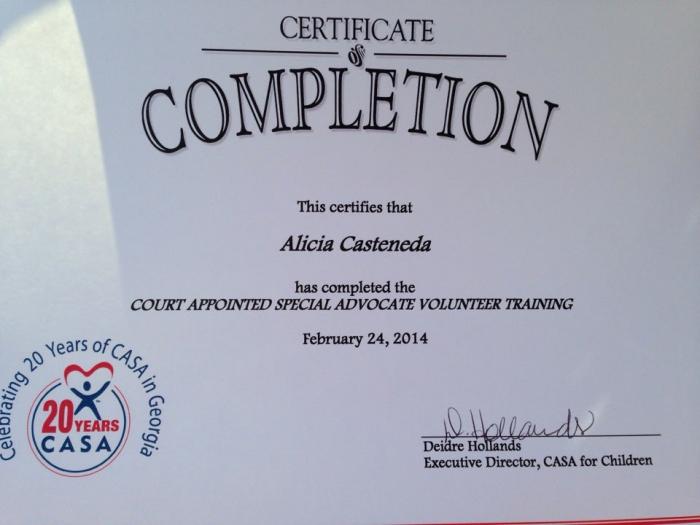 CERTIFICATE
of
COMPLETION
This certifies that
Alicia Casteneda
has completed the
COURT APPOINTED SPECIAL ADVOCATE VOLUNTEER TRAINING
February 24, 2014
Celebrating 20 Years of CASA in Georgia
20 YEARS
CASA
D. Hollands
Deidre Hollands
Executive Director, CASA for Children